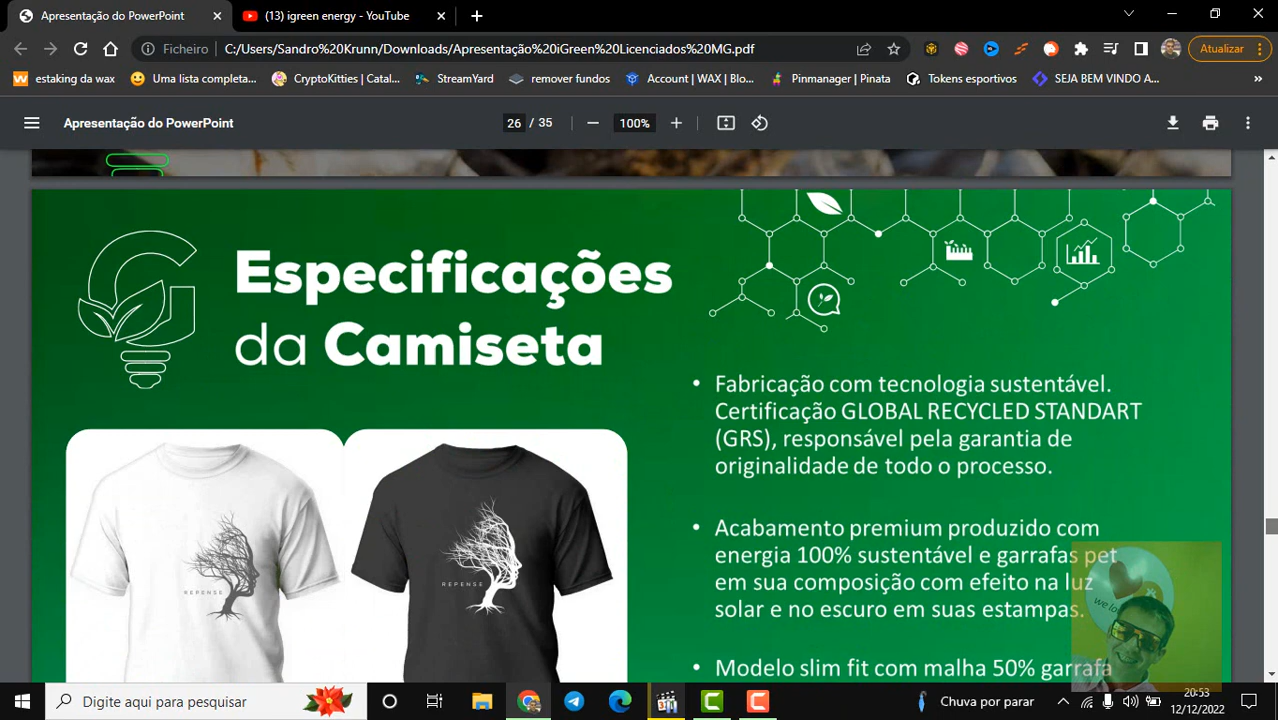 Apresentação do PowerPoint
(13) igreen energy - YouTube
Ficheiro
C:/Users/Sandro%20Krunn/Downloads/Apresentação%20iGreen%20Licenciados%20MG.pdf
Atualizar
estaking da wax
Uma lista completa...
CryptoKitties | Catal...
StreamYard
remover fundos
Account | WAX | Blo...
Pinmanager | Pinata
Tokens esportivos
SEJA BEM VINDO A...
»
Apresentação do PowerPoint
26 / 35
100%
Especificações
da Camiseta
• Fabricação com tecnologia sustentável.
Certificação GLOBAL RECYCLED STANDART
(GRS), responsável pela garantia de
originalidade de todo o processo.
• Acabamento premium produzido com
energia 100% sustentável e garrafas pet
em sua composição com efeito na luz
solar e no escuro em suas estampas.
• Modelo slim fit com malha 50% garrafa
REPENSE
REPENSE
we lo
Digite aqui para pesquisar
Chuva por parar
20:53
12/12/2022